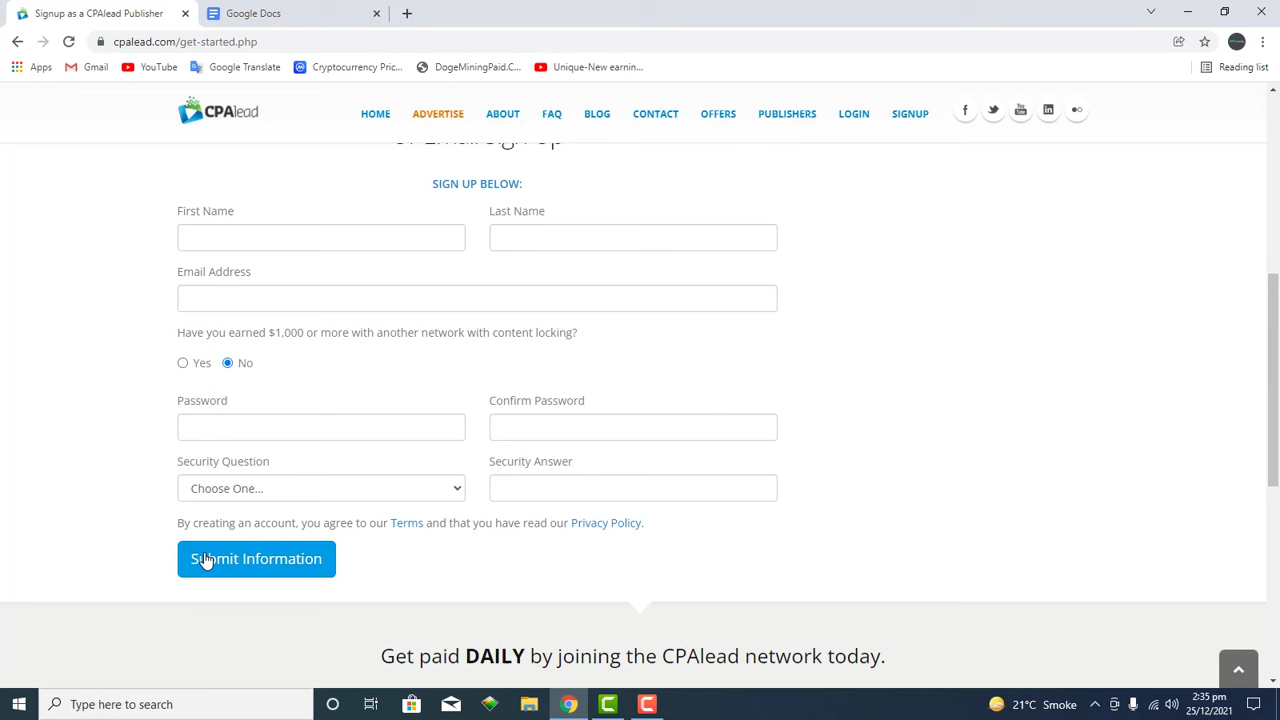 Signup as a CPAlead Publisher
Google Docs
cpalead.com/get-started.php
Apps
Gmail
YouTube
Google Translate
Cryptocurrency Pric...
DogeMiningPaid.C...
Unique-New earnin...
Reading list
CPAlead
HOME
ADVERTISE
ABOUT
FAQ
BLOG
CONTACT
OFFERS
PUBLISHERS
LOGIN
SIGNUP
SIGN UP BELOW:
First Name
Last Name
Email Address
Have you earned $1,000 or more with another network with content locking?
Yes
No
Password
Confirm Password
Security Question
Security Answer
Choose One...
By creating an account, you agree to our Terms and that you have read our Privacy Policy.
Submit Information
Get paid DAILY by joining the CPAlead network today.
Type here to search
21°C Smoke
2:35 pm
25/12/2021